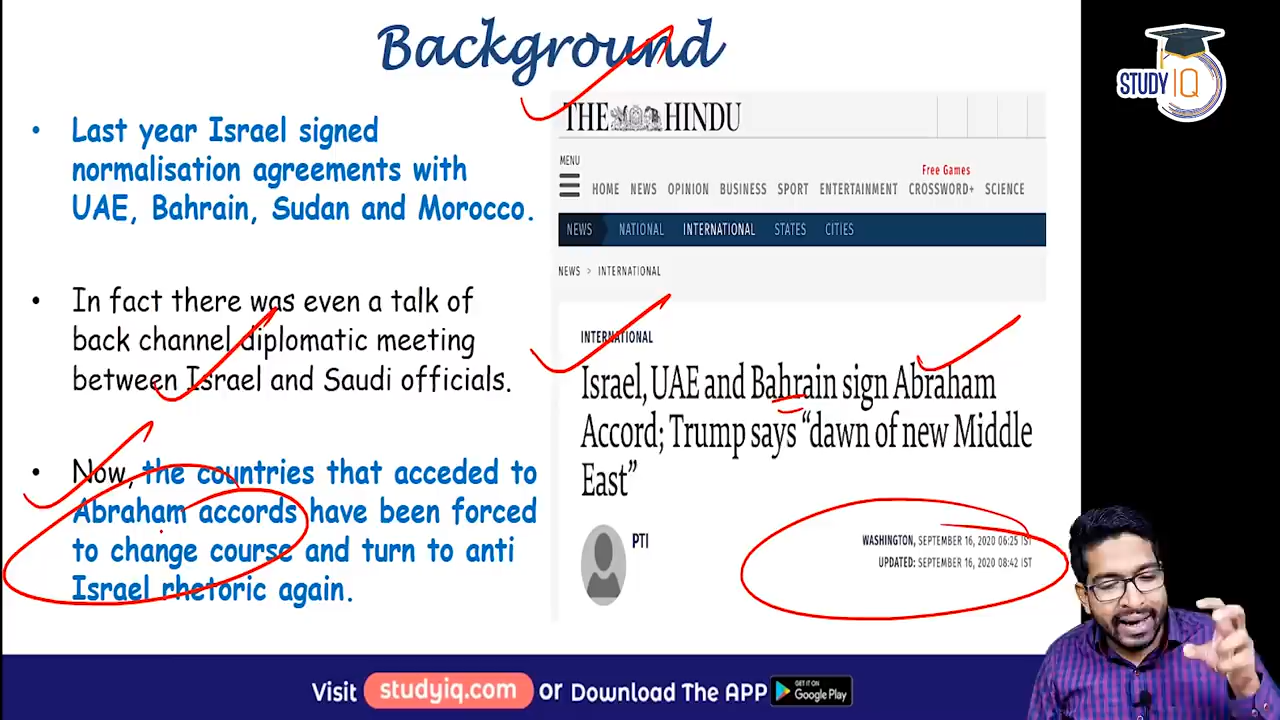 Background
STUDY IQ
• Last year Israel signed
normalisation agreements with
UAE, Bahrain, Sudan and Morocco.
• In fact there was even a talk of
back channel diplomatic meeting
between Israel and Saudi officials.
• Now, the countries that acceded to
Abraham accords have been forced
to change course and turn to anti
Israel rhetoric again.
THE HINDU
MENU
Free Games
HOME NEWS OPINION BUSINESS SPORT ENTERTAINMENT CROSSWORD+ SCIENCE
NEWS NATIONAL INTERNATIONAL STATES CITIES
NEWS > INTERNATIONAL
INTERNATIONAL
Israel, UAE and Bahrain sign Abraham
Accord; Trump says “dawn of new Middle
East”
PTI
WASHINGTON, SEPTEMBER 16, 2020 06:25 IST
UPDATED: SEPTEMBER 16, 2020 08:42 IST
Visit studyiq.com or Download The APP GET IT ON Google Play